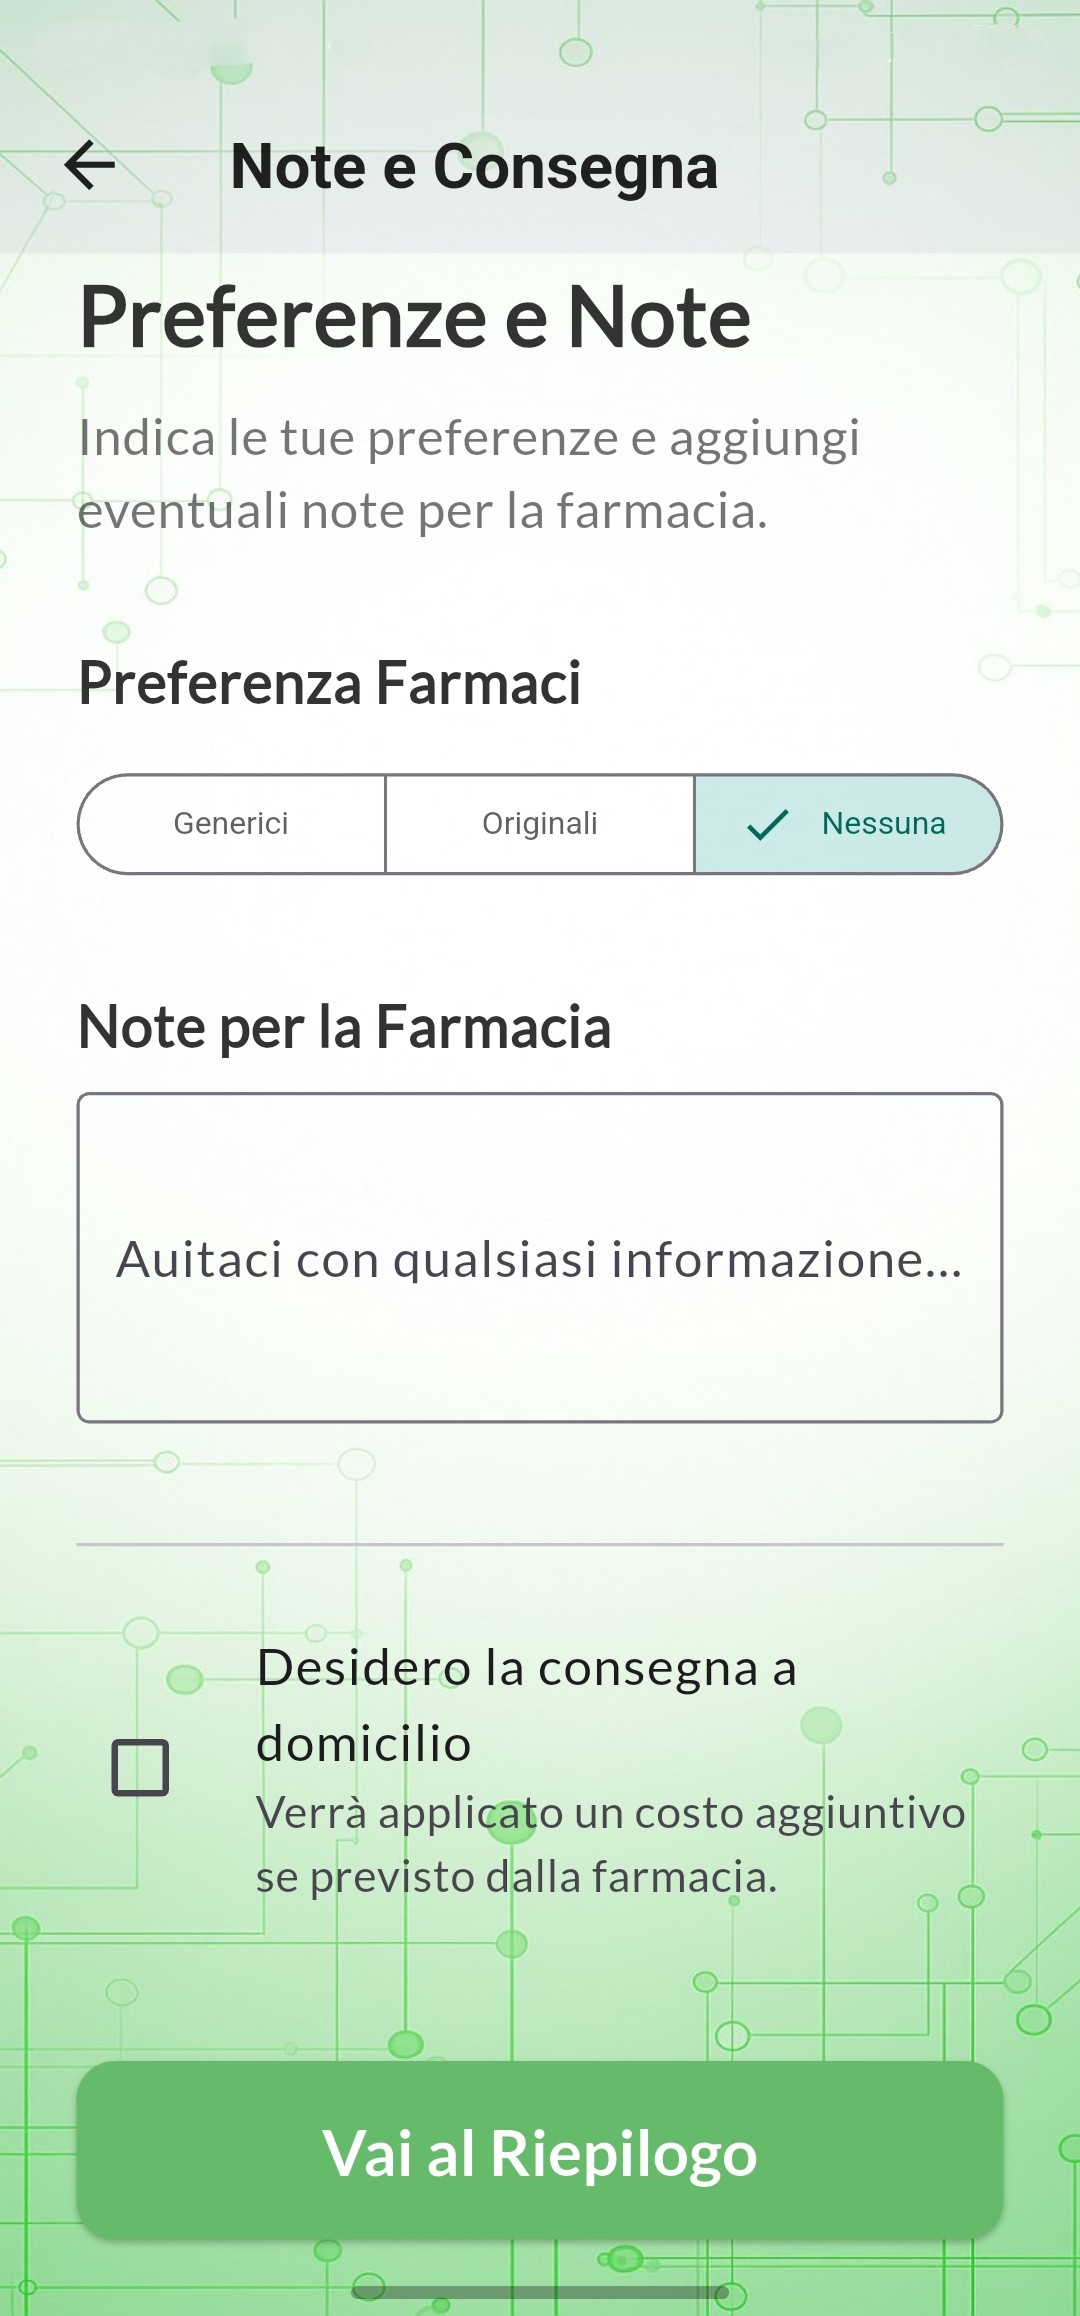 Note e Consegna
Preferenze e Note
Indica le tue preferenze e aggiungi
eventuali note per la farmacia.
Preferenza Farmaci
Generici
Originali
Nessuna
Note per la Farmacia
Auitaci con qualsiasi informazione...
Desidero la consegna a
domicilio
Verrà applicato un costo aggiuntivo
se previsto dalla farmacia.
Vai al Riepilogo